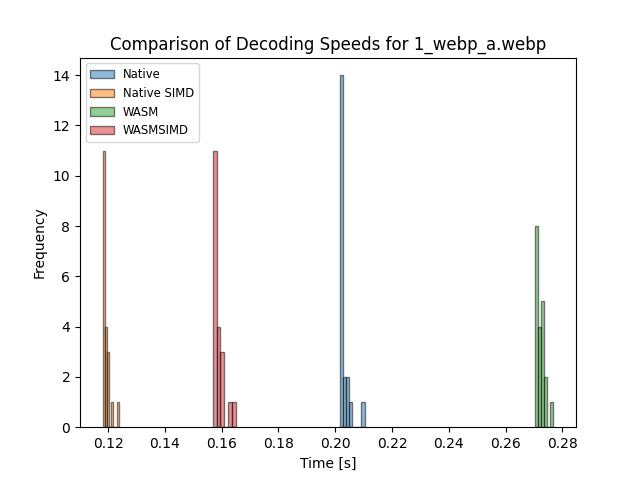 Comparison of Decoding Speeds for 1_webp_a.webp
Native
Native SIMD
WASM
WASMSIMD
Frequency
14
12
10
8
6
4
2
0
0.12 0.14 0.16 0.18 0.20 0.22 0.24 0.26 0.28
Time [s]